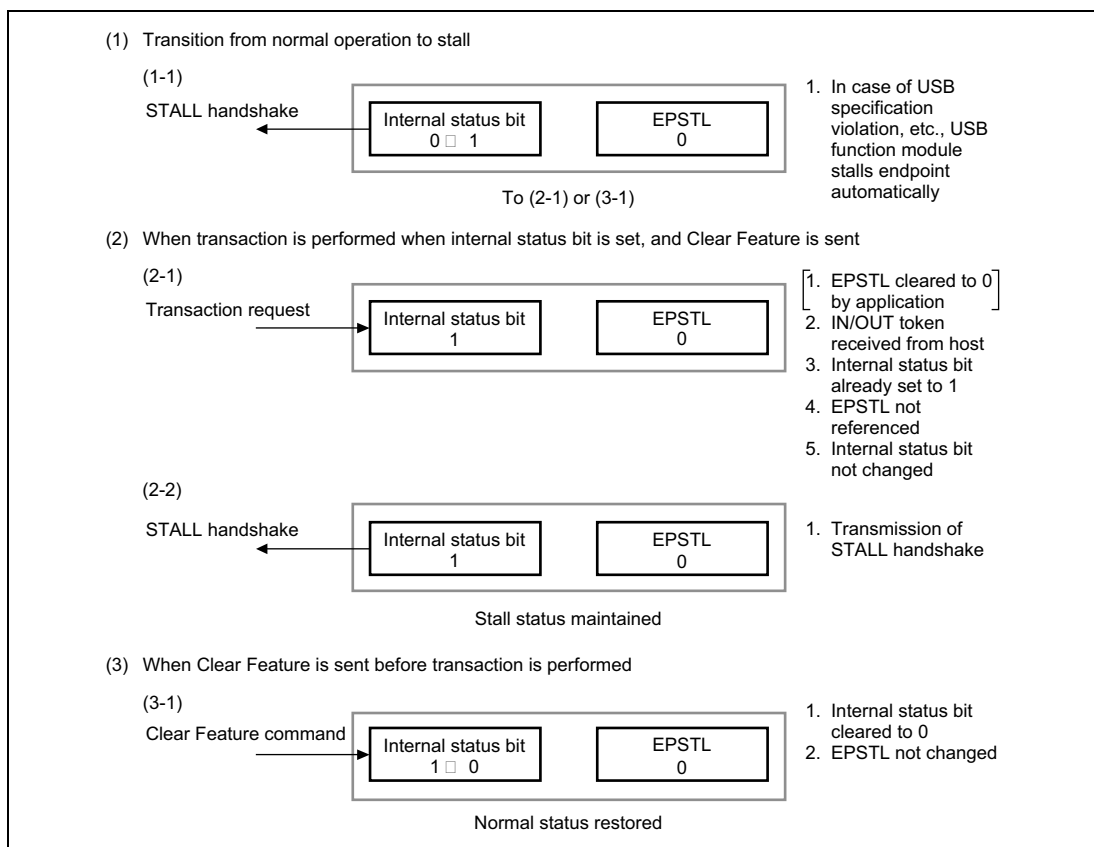 (1) Transition from normal operation to stall
(1-1)
STALL handshake
Internal status bit
0 □ 1
EPSTL
0
To (2-1) or (3-1)
1. In case of USB
specification
violation, etc., USB
function module
stalls endpoint
automatically
(2) When transaction is performed when internal status bit is set, and Clear Feature is sent
(2-1)
Transaction request
Internal status bit
1
EPSTL
0
1. EPSTL cleared to 0
by application
2. IN/OUT token
received from host
3. Internal status bit
already set to 1
4. EPSTL not
referenced
5. Internal status bit
not changed
(2-2)
STALL handshake
Internal status bit
1
EPSTL
0
1. Transmission of
STALL handshake
Stall status maintained
(3) When Clear Feature is sent before transaction is performed
(3-1)
Clear Feature command
Internal status bit
1 □ 0
EPSTL
0
1. Internal status bit
cleared to 0
2. EPSTL not changed
Normal status restored